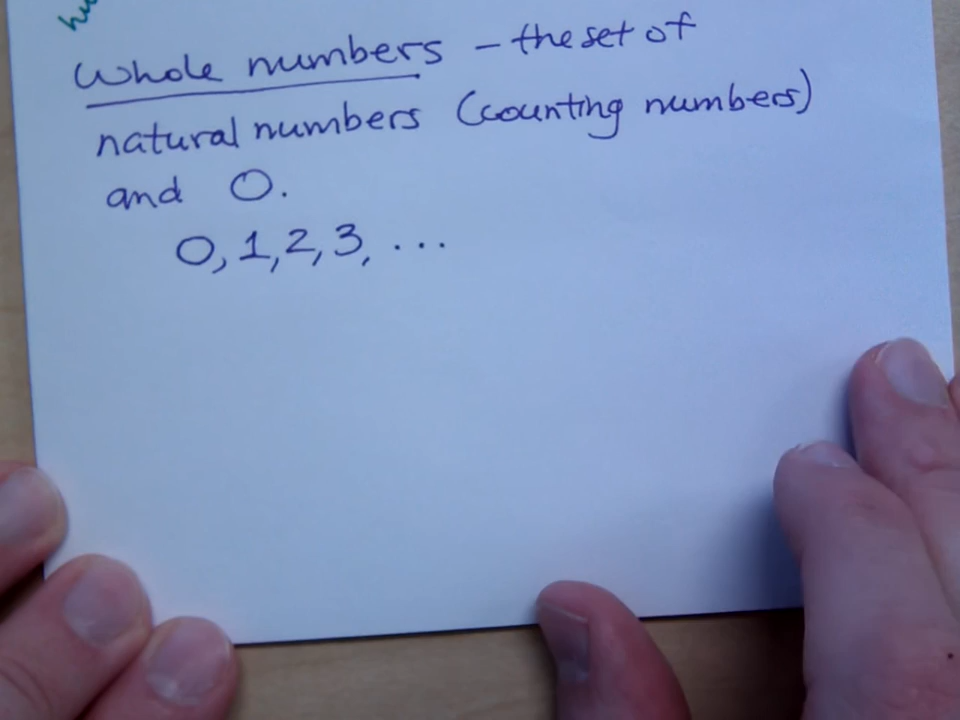 Whole numbers - the set of
natural numbers (counting numbers)
and 0.
0, 1, 2, 3, ...